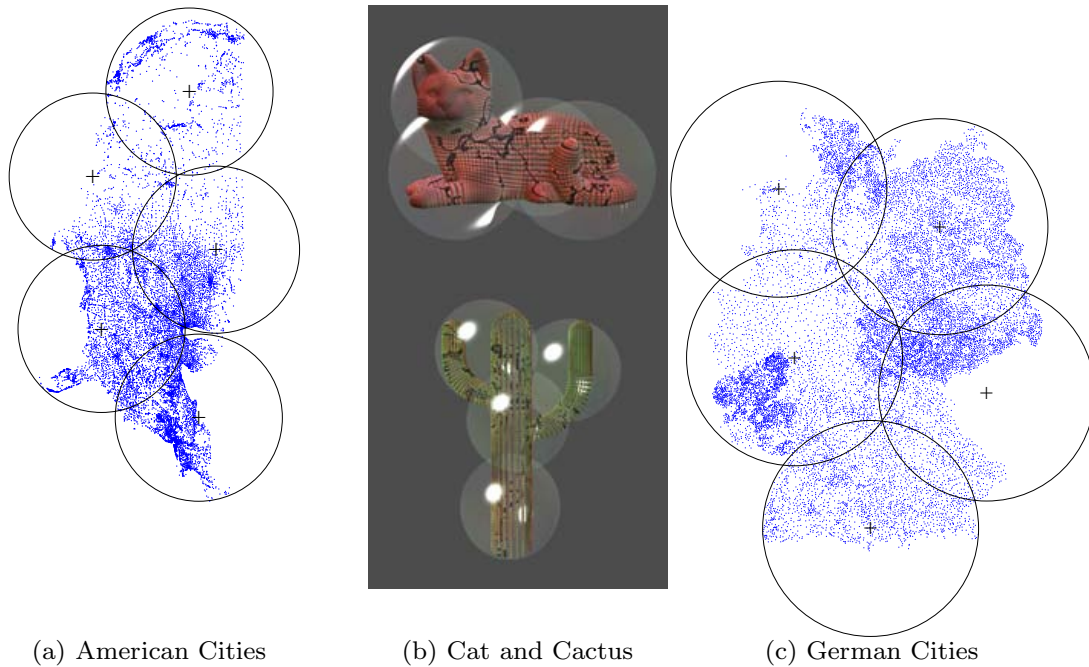 (a) American Cities
(b) Cat and Cactus
(c) German Cities